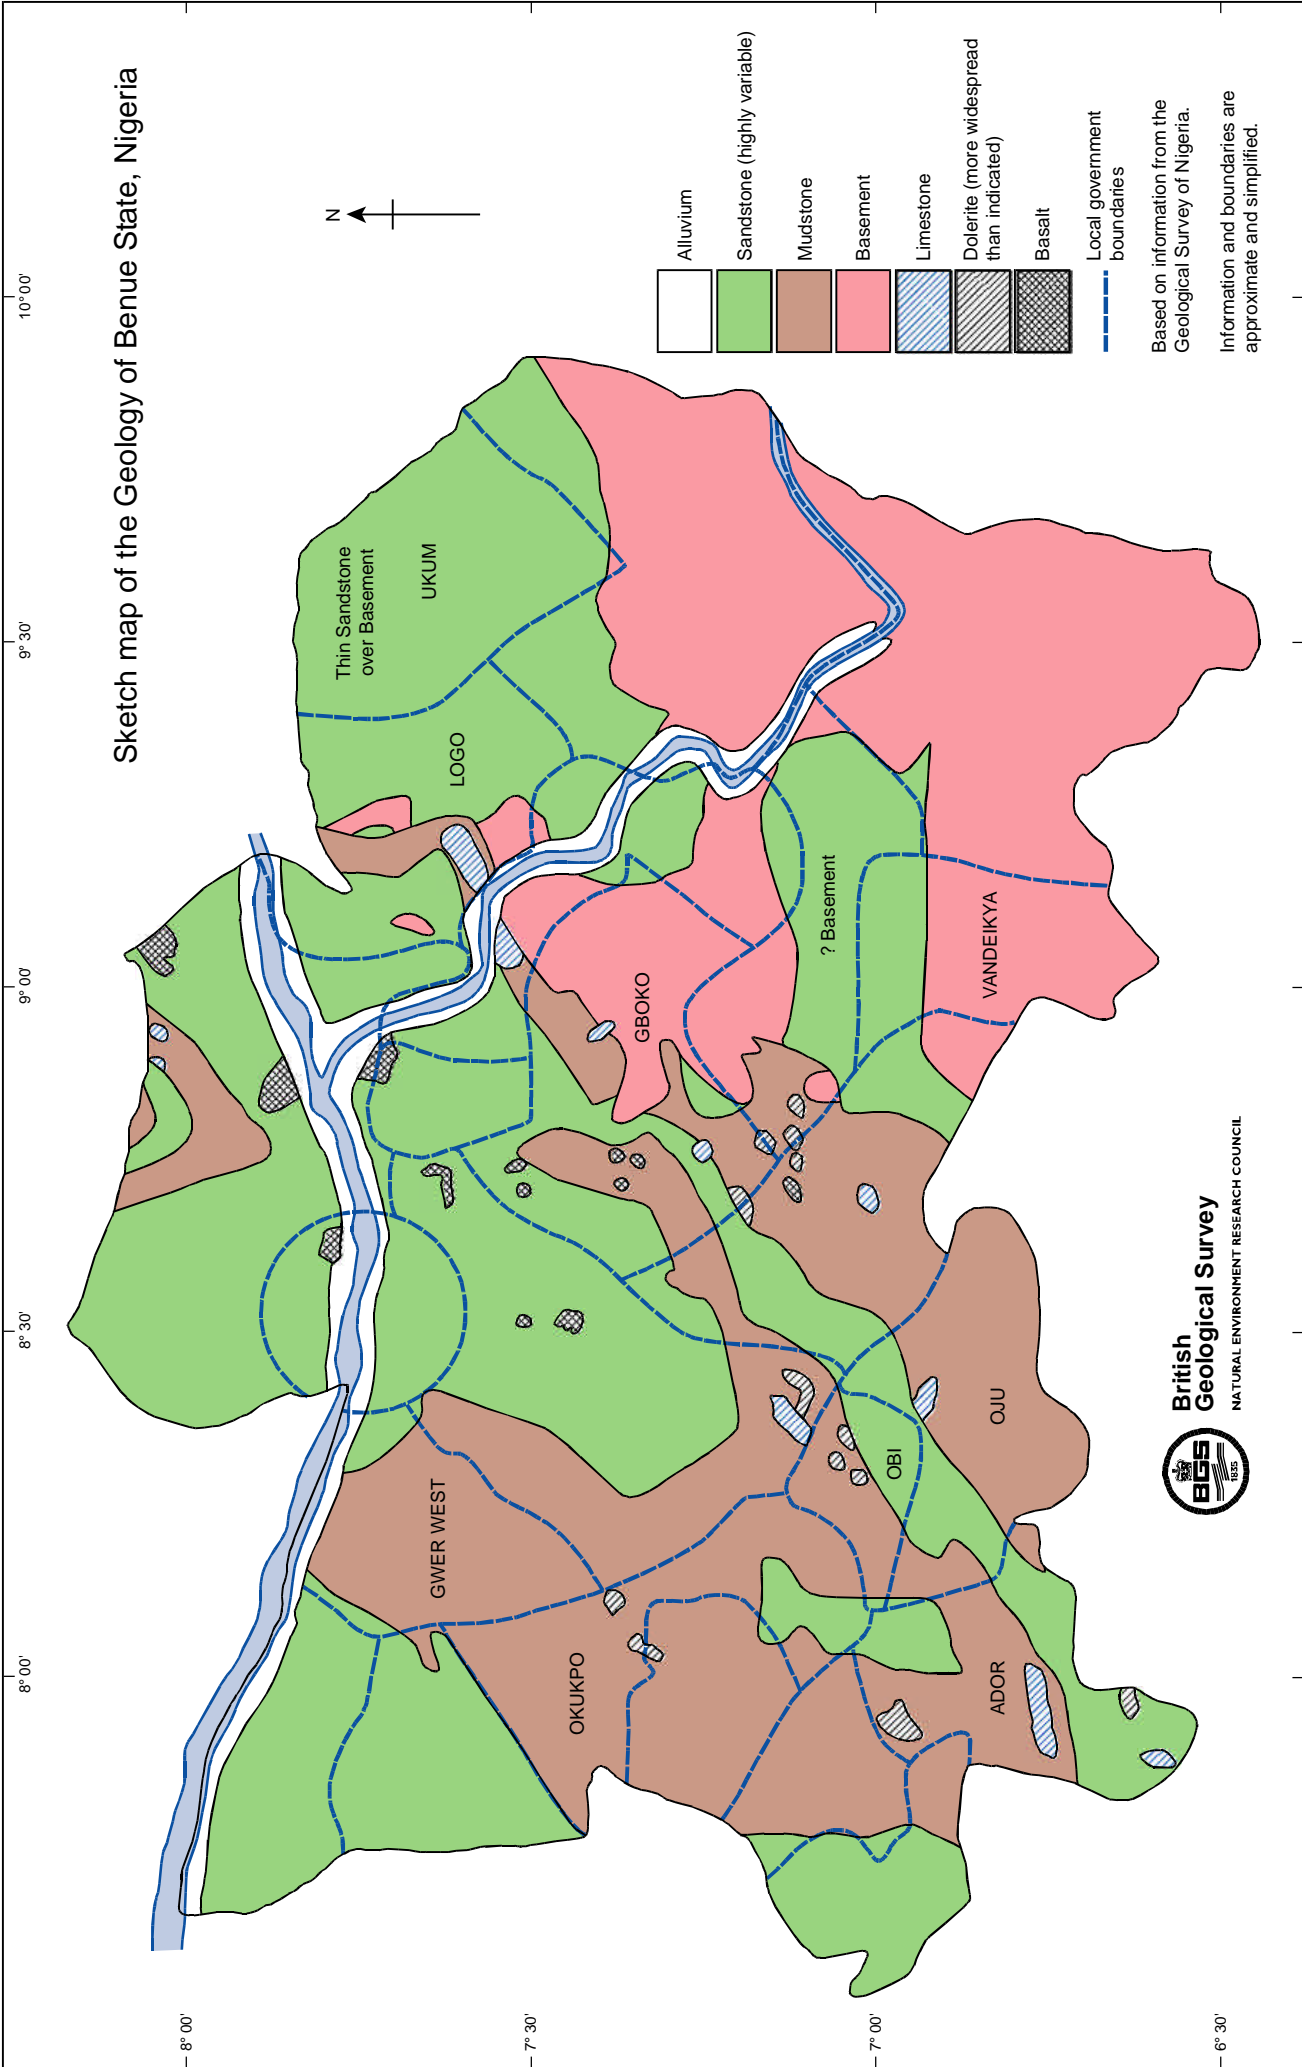 Sketch map of the Geology of Benue State, Nigeria
8° 00'
8° 30'
9° 00'
9° 30'
10° 00'
8° 00'
7° 30'
7° 00'
6° 30'
N
Thin Sandstone
over Basement
UKUM
LOGO
GWER WEST
GBOKO
? Basement
VANDEIKYA
OKUKPO
OBI
OJU
ADOR
Alluvium
Sandstone (highly variable)
Mudstone
Basement
Limestone
Dolerite (more widespread
than indicated)
Basalt
Local government
boundaries
Based on information from the
Geological Survey of Nigeria.
Information and boundaries are
approximate and simplified.
BGS
1835
British
Geological Survey
NATURAL ENVIRONMENT RESEARCH COUNCIL